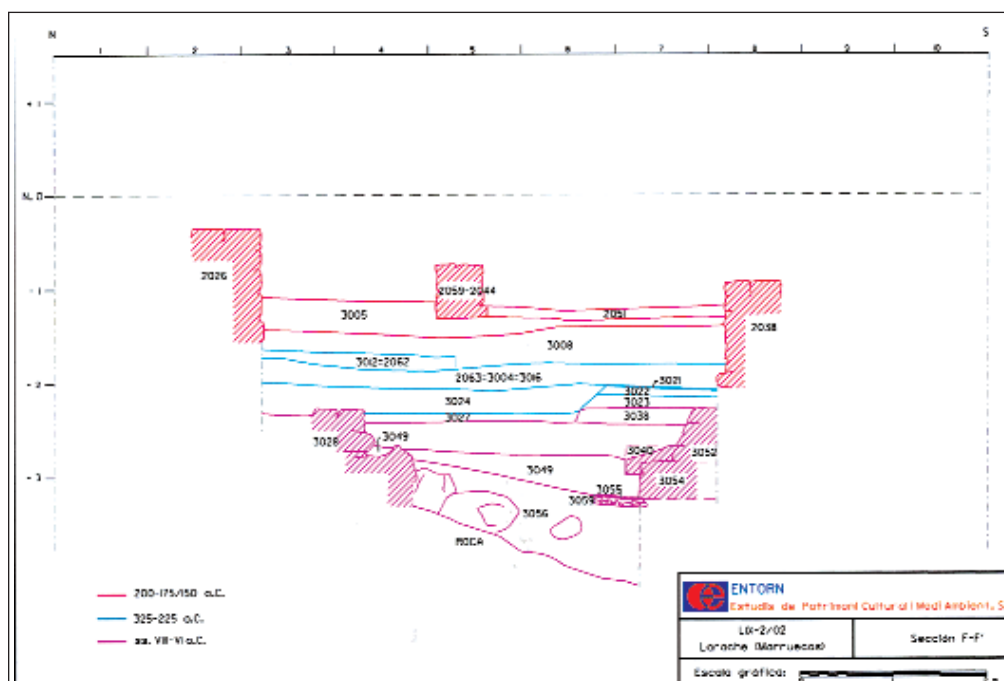 N
S
1 2 3 4 5 6 7 8 9 10
+ 1
N. 0
- 1
- 2
- 3
2026
2059-2044
3005
2051
2038
3008
3012=2062
2063=3004=3016
3021
3022
3023
3024
3027
3038
3028
3049
3040
3052
3049
3054
3055
3059
3056
ROCA
200-175/150 a.C.
325-225 a.C.
ss. VIII-VI a.C.
ENTORN
Estudis de Patrimoni Cultural i Medi Ambient, S
LIX-2/02
Larache (Marruecos)
Sección F-F'
Escala gráfica: